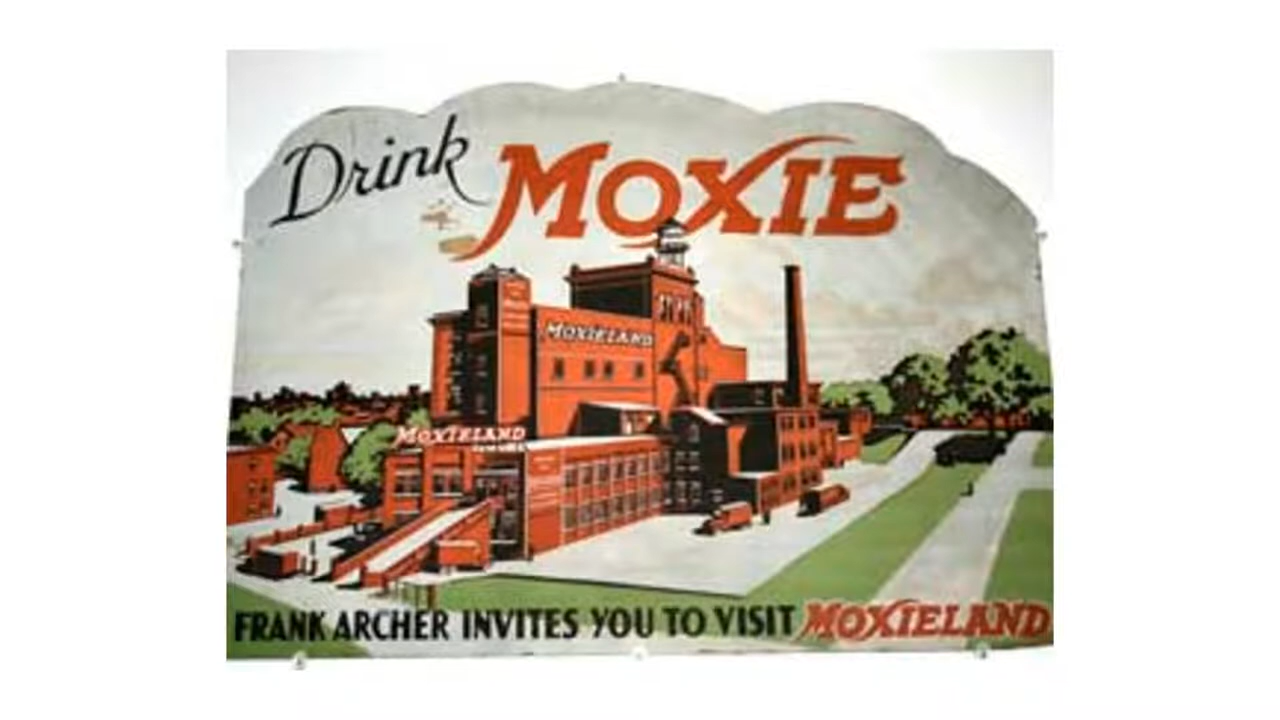 Drink MOXIE
MOXIELAND
MOXIELAND
FRANK ARCHER INVITES YOU TO VISIT MOXIELAND